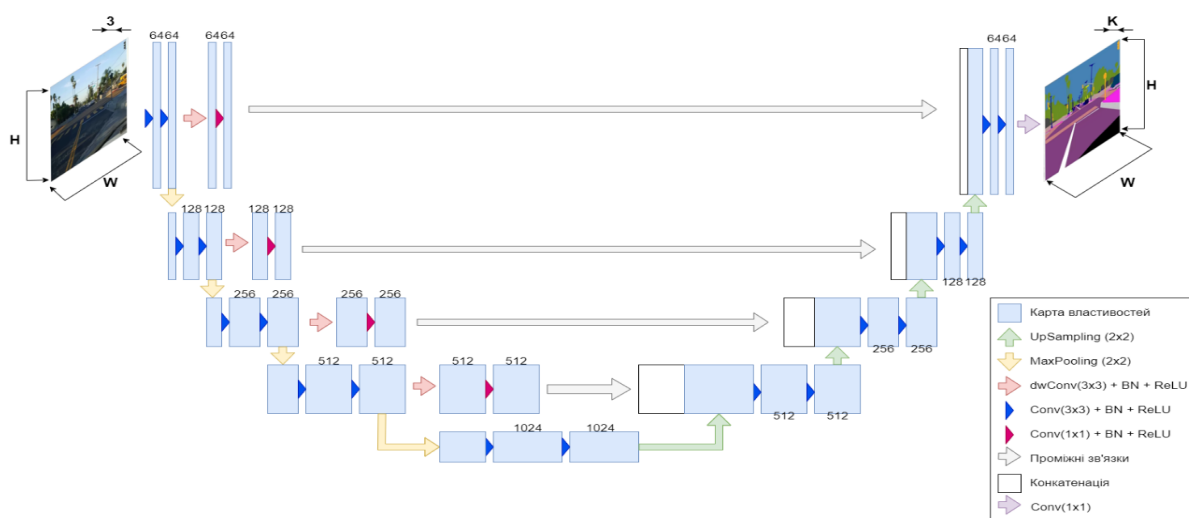 3
64 64
64 64
64 64
K
H
W
H
W
128 128
128 128
128 128
256 256
256 256
256 256
512 512
512 512
512 512
1024 1024
Карта властивостей
UpSampling (2x2)
MaxPooling (2x2)
dwConv(3x3) + BN + ReLU
Conv(3x3) + BN + ReLU
Conv(1x1) + BN + ReLU
Проміжні зв'язки
Конкатенація
Conv(1x1)